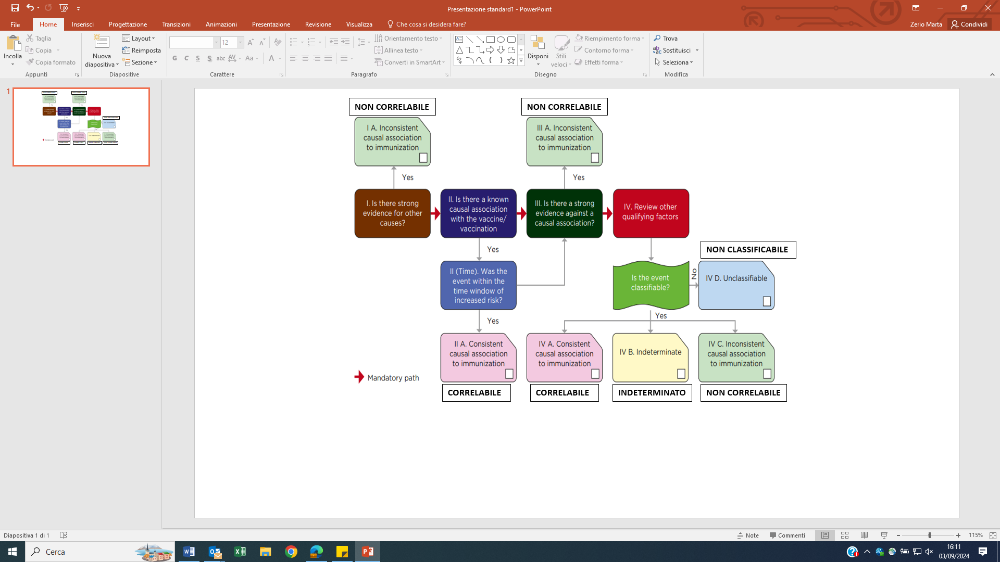 Presentazione standard1 - PowerPoint
File
Home
Inserisci
Progettazione
Transizioni
Animazioni
Presentazione
Revisione
Visualizza
Che cosa si desidera fare?
Zerio Marta
Condividi
Incolla
Taglia
Copia
Copia formato
Appunti
Nuova
diapositiva
Layout
Reimposta
Sezione
Diapositive
12
G C S S abc AV Aa A
Carattere
Orientamento testo
Allinea testo
Converti in SmartArt
Paragrafo
Disponi
Stili
veloci
Riempimento forma
Contorno forma
Effetti forma
Disegno
Trova
Sostituisci
Seleziona
Modifica
1
NON CORRELABILE
NON CORRELABILE
I A. Inconsistent
causal association
to immunization
III A. Inconsistent
causal association
to immunization
Yes
Yes
I. Is there strong
evidence for other
causes?
II. Is there a known
causal association
with the vaccine/
vaccination
III. Is there a strong
evidence against a
causal association?
IV. Review other
qualifying factors
Yes
NON CLASSIFICABILE
II (Time). Was the
event within the
time window of
increased risk?
Is the event
classifiable?
No
IV D. Unclassifiable
Yes
Yes
II A. Consistent
causal association
to immunization
IV A. Consistent
causal association
to immunization
IV B. Indeterminate
IV C. Inconsistent
causal association
to immunization
Mandatory path
CORRELABILE
CORRELABILE
INDETERMINATO
NON CORRELABILE
Diapositiva 1 di 1
Note
Commenti
115%
Cerca
16:11
03/09/2024